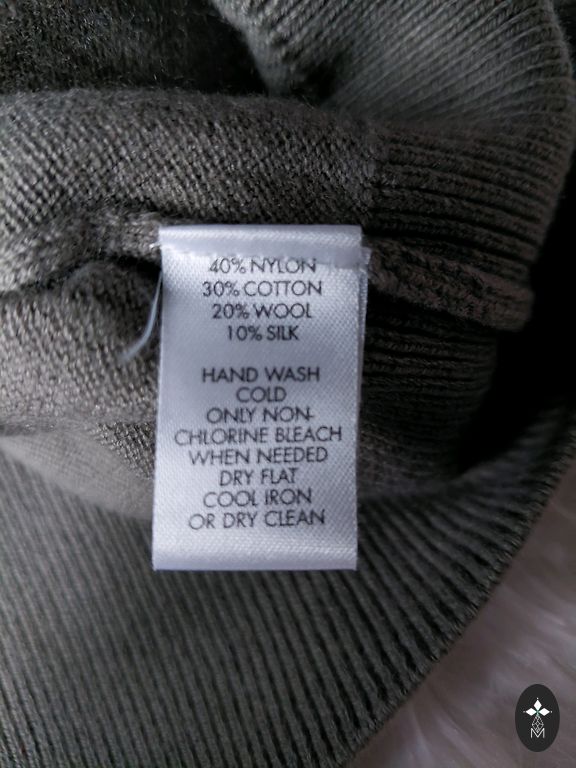 40% NYLON
30% COTTON
20% WOOL
10% SILK
HAND WASH
COLD
ONLY NON-
CHLORINE BLEACH
WHEN NEEDED
DRY FLAT
COOL IRON
OR DRY CLEAN
M